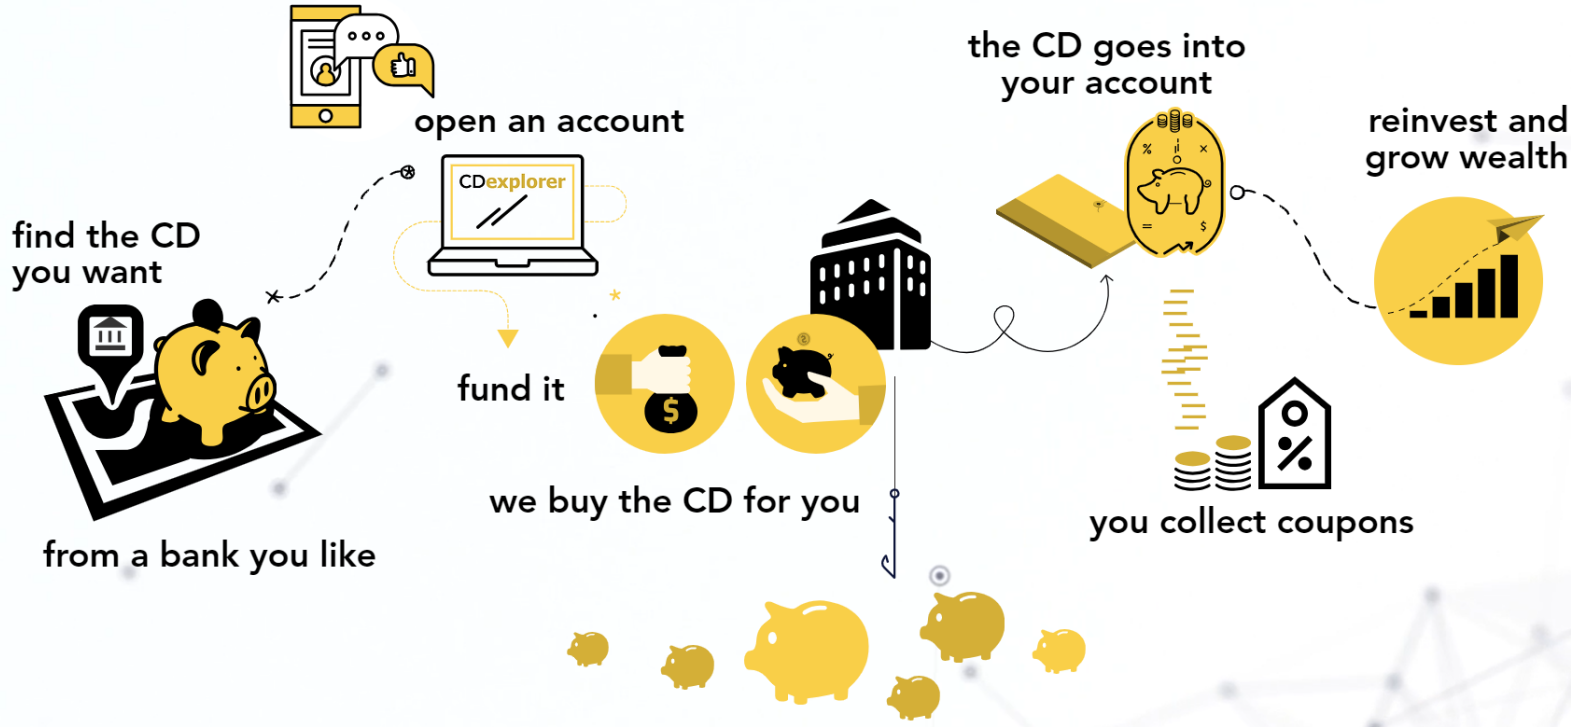 find the CD
you want
from a bank you like
open an account
CDexplorer
fund it
$
we buy the CD for you
the CD goes into
your account
% ×
= $
%
you collect coupons
reinvest and
grow wealth